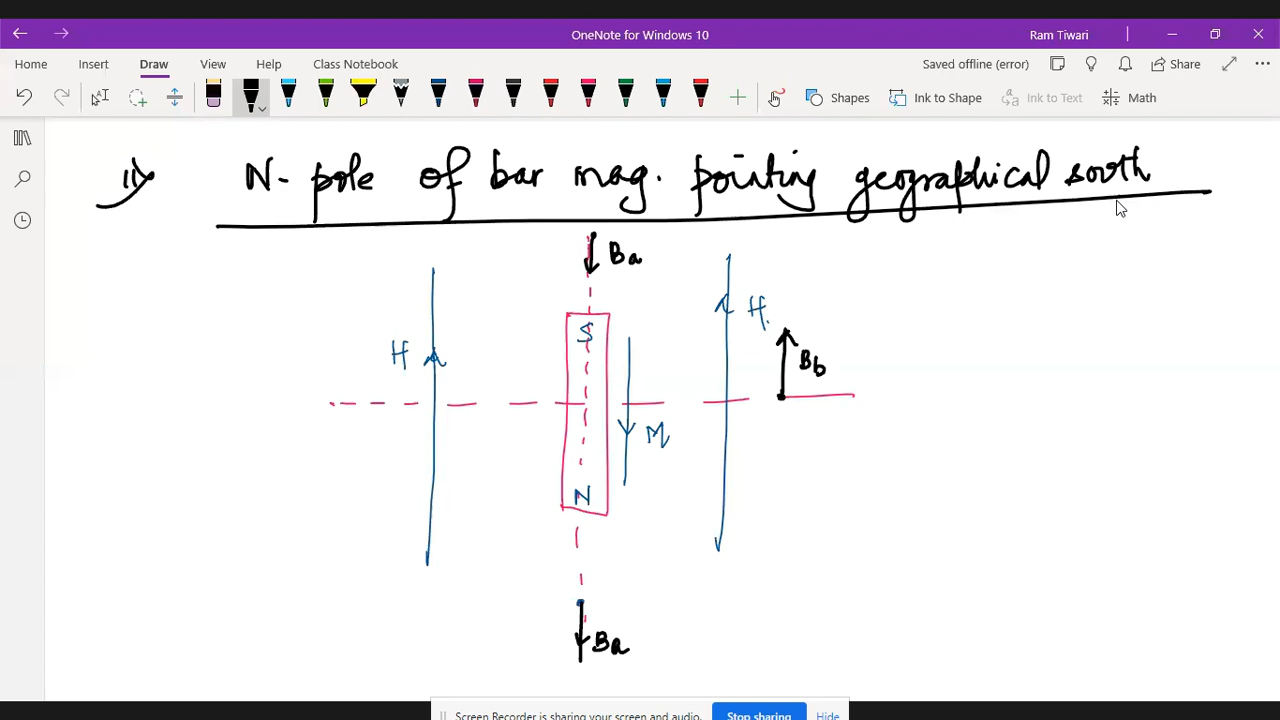 OneNote for Windows 10
Ram Tiwari
Home Insert Draw View Help Class Notebook
Saved offline (error)
Share
Shapes
Ink to Shape
Ink to Text
Math
ii) N- pole of bar mag. pointing geographical south
Ba
S
H
H.
Bb
M
N
Ba
Screen Recorder is sharing your screen and audio.
Stop sharing
Hide